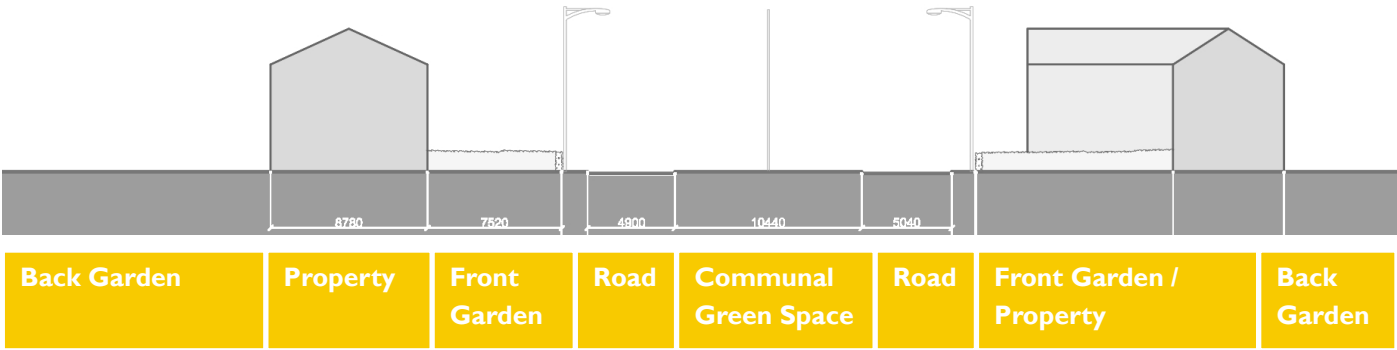 8780
7520
4900
10440
5040
Back Garden
Property
Front
Garden
Road
Communal
Green Space
Road
Front Garden /
Property
Back
Garden